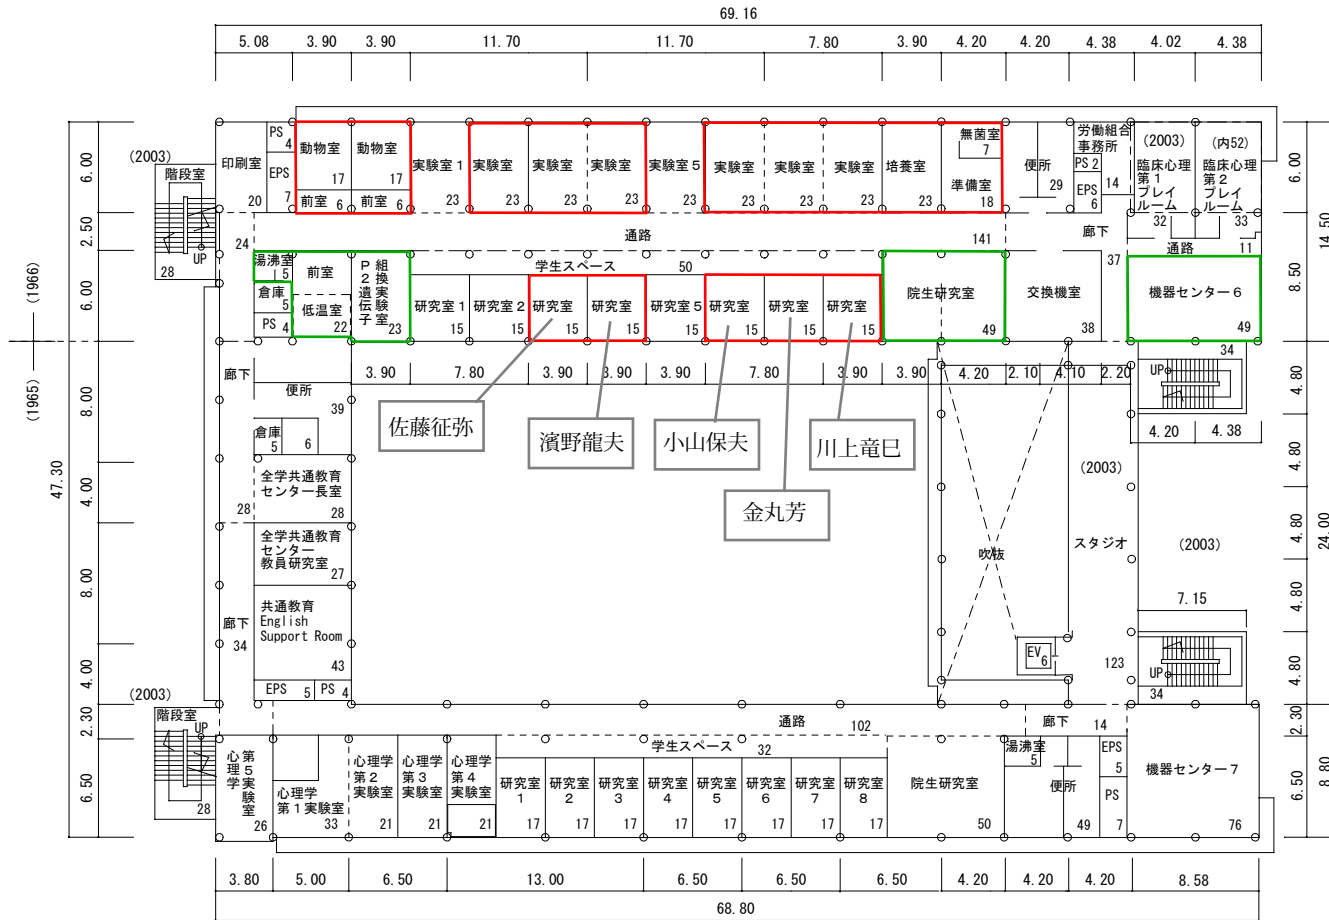 69.16
5.08 3.90 3.90 11.70 11.70 7.80 3.90 4.20 4.20 4.38 4.02 4.38
(2003)
階段室
UP
28
印刷室
20
PS
4
EPS
7
動物室
17
前室
6
動物室
17
前室
6
実験室1
23
実験室
23
実験室
23
実験室
23
実験室5
23
実験室
23
実験室
23
実験室
23
培養室
23
無菌室
7
準備室
18
便所
29
労働組合
事務所
PS 2
14
EPS
6
(2003)
臨床心理
第1
プレイ
ルーム
32
(内52)
臨床心理
第2
プレイ
ルーム
33
6.00
2.50
6.00
(1966)
(1965)
8.00
4.00
8.00
4.00
2.30
6.50
47.30
24
通路
141
廊下
37
通路
11
湯沸室
5
倉庫
5
PS 4
前室
低温室
22
組換実験室
P2遺伝子
23
学生スペース 50
研究室1
15
研究室2
15
研究室
15
研究室
15
研究室5
15
研究室
15
研究室
15
研究室
15
院生研究室
49
交換機室
38
機器センター6
49
6.00
8.50
14.50
3.90 7.80 3.90 3.90 3.90 7.80 3.90 3.90 4.20 2.10 4.10 2.20
佐藤征弥
濱野龍夫
小山保夫
川上竜巳
金丸芳
廊下
便所
39
倉庫
5
6
全学共通教育
センター長室
28
28
全学共通教育
センター
教員研究室
27
共通教育
English
Support Room
43
廊下
34
EPS 5
PS 4
吹抜
EV
6
(2003)
スタジオ
123
34
UP
4.20 4.38
(2003)
7.15
UP
34
4.80
4.80
4.80
4.80
4.80
24.00
2.30
6.50
8.80
(2003)
階段室
UP
28
通路 102
廊下 14
学生スペース 32
第5実験室
心理学
26
心理学
第1実験室
33
心理学
第2
実験室
21
心理学
第3
実験室
21
心理学
第4
実験室
21
研究室
1
17
研究室
2
17
研究室
3
17
研究室
4
17
研究室
5
17
研究室
6
17
研究室
7
17
研究室
8
17
院生研究室
50
湯沸室
5
便所
49
EPS
5
PS
7
機器センター7
76
3.80 5.00 6.50 13.00 6.50 6.50 6.50 4.20 4.20 4.20 8.58
68.80